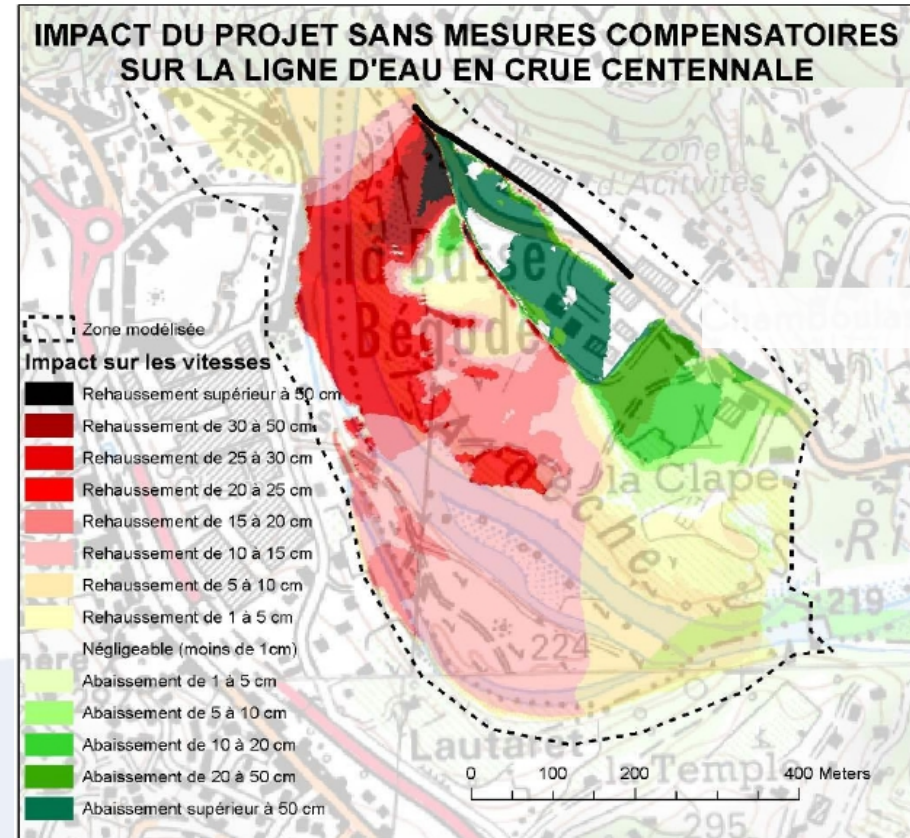 IMPACT DU PROJET SANS MESURES COMPENSATOIRES
SUR LA LIGNE D'EAU EN CRUE CENTENNALE
Zone
d'Acitvités
la Basse
Bégude
Zone modélisée
Impact sur les vitesses
Rehaussement supérieur à 50 cm
Rehaussement de 30 à 50 cm
Rehaussement de 25 à 30 cm
Rehaussement de 20 à 25 cm
Rehaussement de 15 à 20 cm
Rehaussement de 10 à 15 cm
Rehaussement de 5 à 10 cm
Rehaussement de 1 à 5 cm
Négligeable (moins de 1cm)
Abaissement de 1 à 5 cm
Abaissement de 5 à 10 cm
Abaissement de 10 à 20 cm
Abaissement de 20 à 50 cm
Abaissement supérieur à 50 cm
la Clape
219
224
Lautaret
le Templ
295
0 100 200 400 Meters